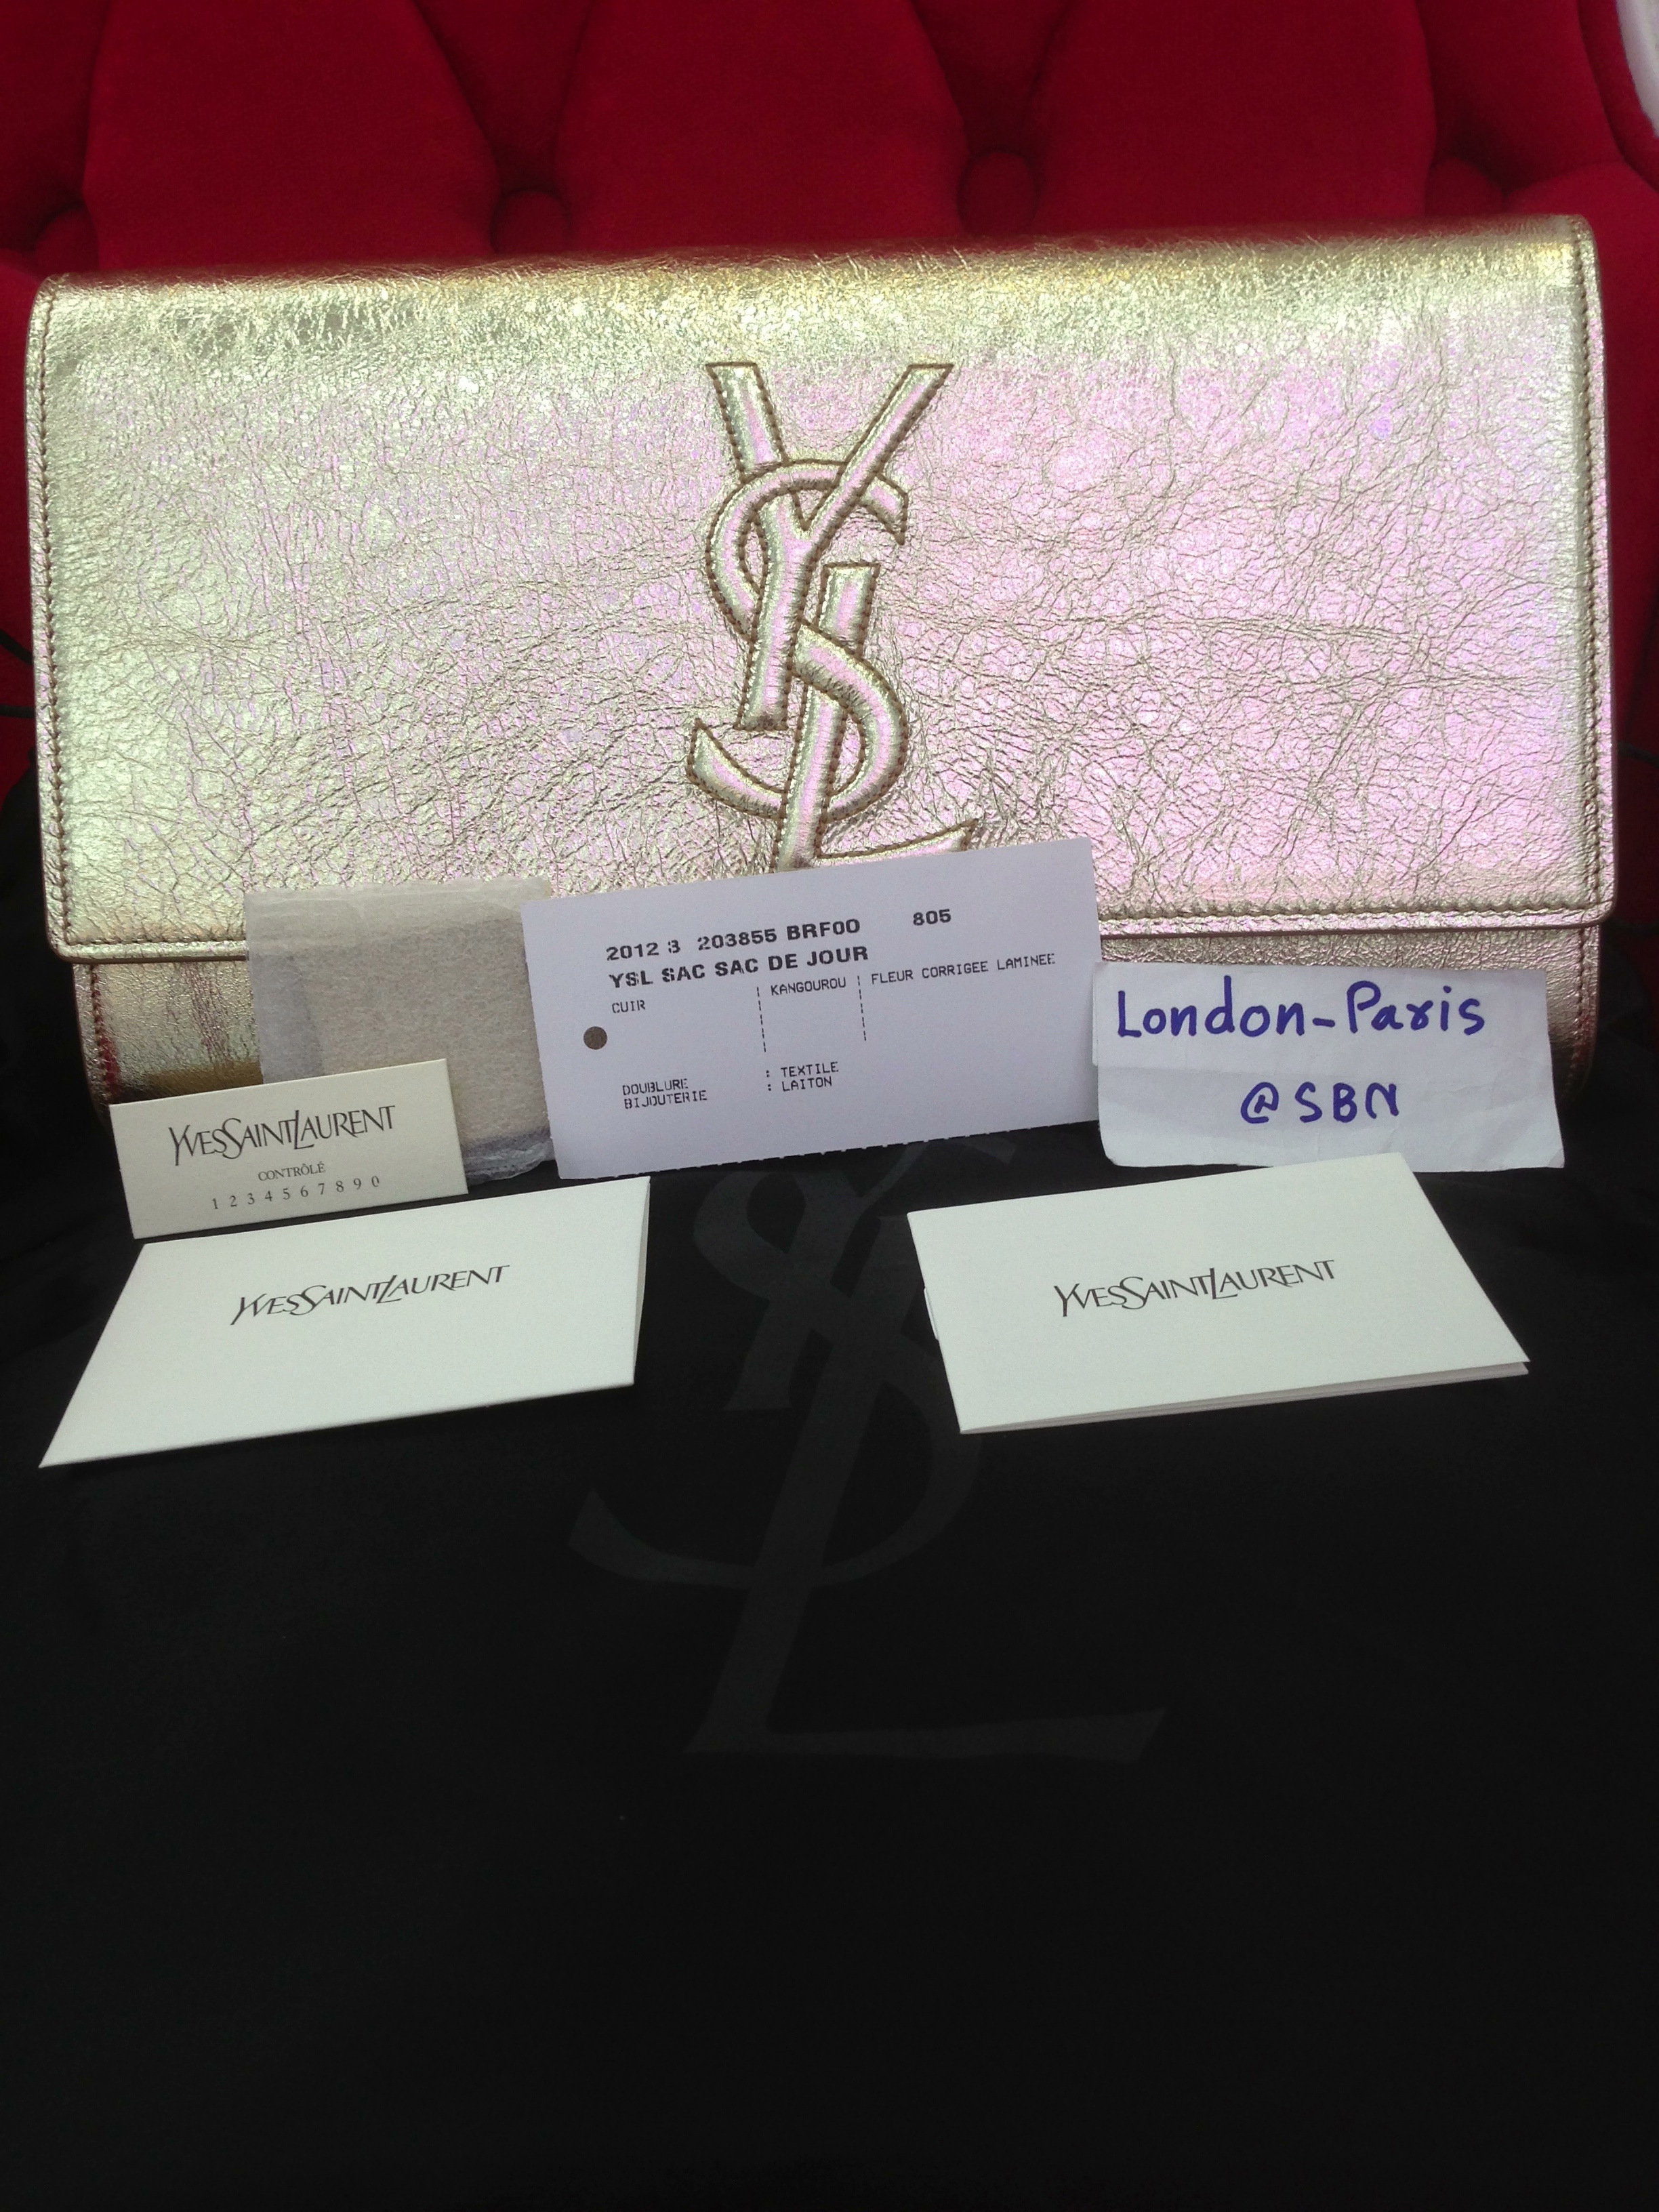 YSL
2012 3 203855 BRF00 805
YSL SAC SAC DE JOUR
CUIR KANGOUROU FLEUR CORRIGEE LAMINEE
DOUBLURE : TEXTILE
BIJOUTERIE : LAITON
London-Paris
@SBN
YVESSAINTLAURENT
CONTRÔLÉ
1 2 3 4 5 6 7 8 9 0
YVESSAINTLAURENT
YVESSAINTLAURENT
YSL